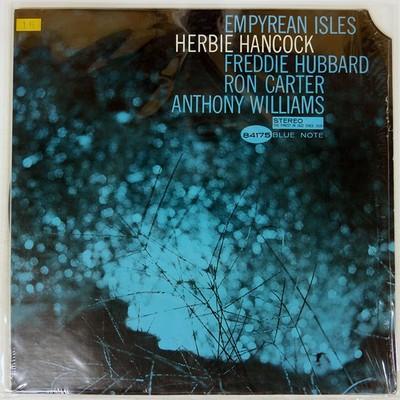 EMPYREAN ISLES
HERBIE HANCOCK
FREDDIE HUBBARD
RON CARTER
ANTHONY WILLIAMS
STEREO
84175 BLUE NOTE